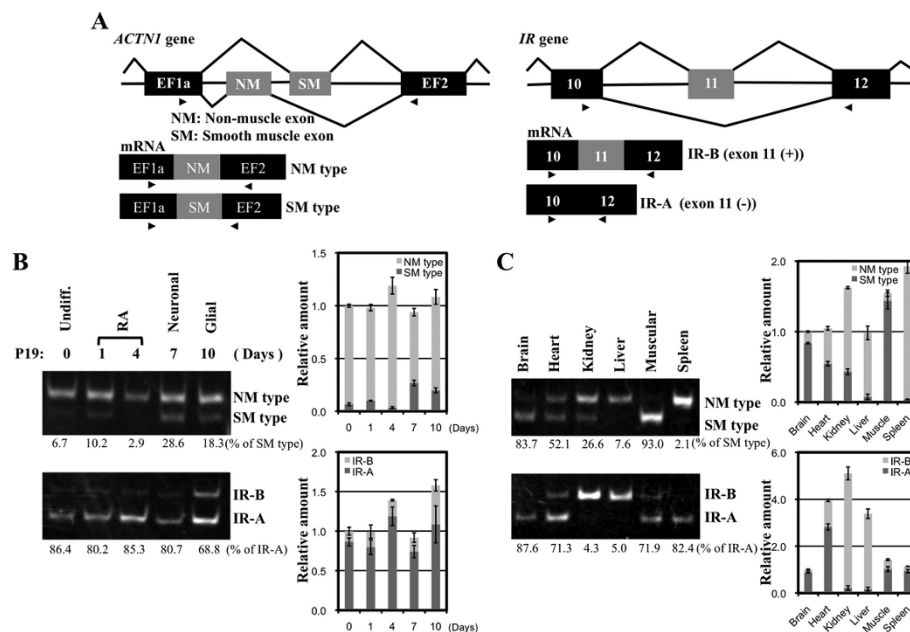 A
ACTN1 gene
EF1a NM SM EF2
NM: Non-muscle exon
SM: Smooth muscle exon
mRNA
EF1a NM EF2 NM type
EF1a SM EF2 SM type
IR gene
10 11 12
mRNA
10 11 12 IR-B (exon 11 (+))
10 12 IR-A (exon 11 (-))
B
Undiff. RA Neuronal Glial
P19: 0 1 4 7 10 (Days)
NM type
SM type
6.7 10.2 2.9 28.6 18.3 (% of SM type)
IR-B
IR-A
86.4 80.2 85.3 80.7 68.8 (% of IR-A)
Relative amount
1.5
1.0
0.5
0.0
NM type
SM type
0 1 4 7 10 (Days)
Relative amount
1.5
1.0
0.5
0.0
IR-B
IR-A
0 1 4 7 10 (Days)
C
Brain Heart Kidney Liver Muscular Spleen
NM type
SM type
83.7 52.1 26.6 7.6 93.0 2.1 (% of SM type)
IR-B
IR-A
87.6 71.3 4.3 5.0 71.9 82.4 (% of IR-A)
Relative amount
2.0
1.0
0.0
NM type
SM type
Brain Heart Kidney Liver Muscle Spleen
Relative amount
6.0
4.0
2.0
0.0
IR-B
IR-A
Brain Heart Kidney Liver Muscle Spleen